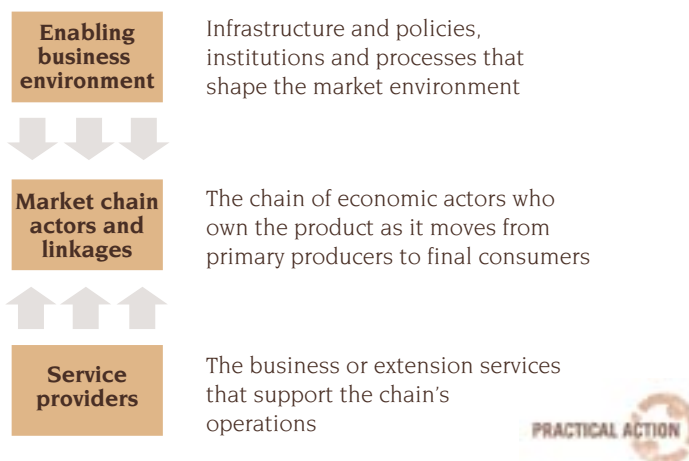 Enabling
business
environment
Infrastructure and policies,
institutions and processes that
shape the market environment
Market chain
actors and
linkages
The chain of economic actors who
own the product as it moves from
primary producers to final consumers
Service
providers
The business or extension services
that support the chain's
operations
PRACTICAL ACTION